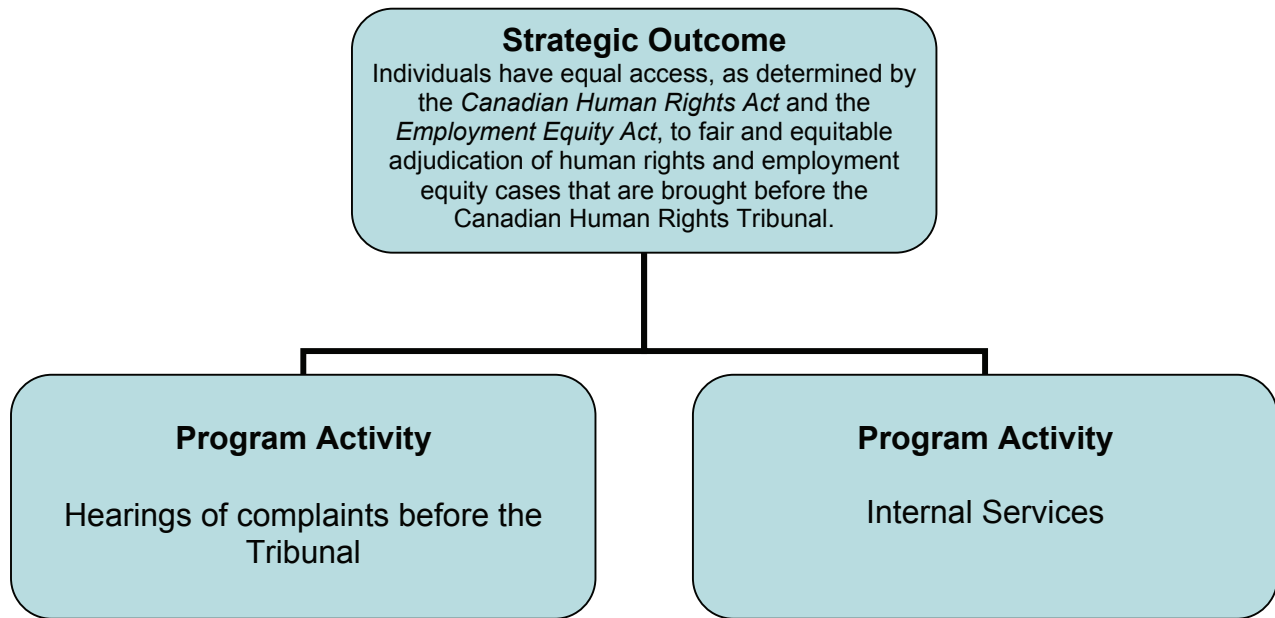 Strategic Outcome
Individuals have equal access, as determined by
the Canadian Human Rights Act and the
Employment Equity Act, to fair and equitable
adjudication of human rights and employment
equity cases that are brought before the
Canadian Human Rights Tribunal.
Program Activity
Hearings of complaints before the
Tribunal
Program Activity
Internal Services